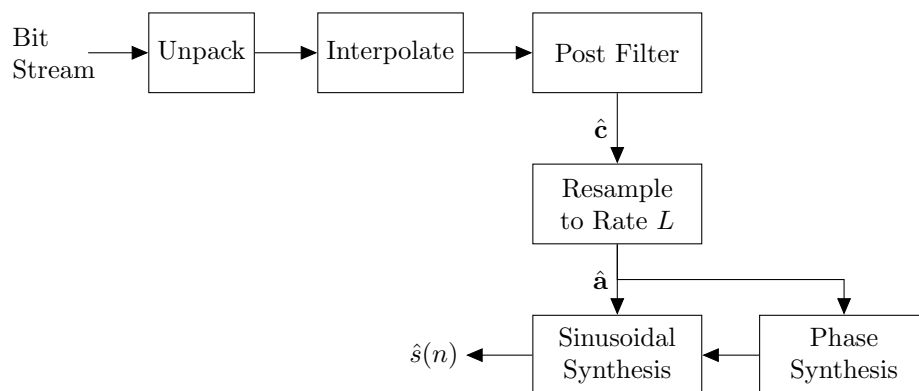 Bit
Stream
Unpack
Interpolate
Post Filter
ĉ
Resample
to Rate L
â
ŝ(n)
Sinusoidal
Synthesis
Phase
Synthesis